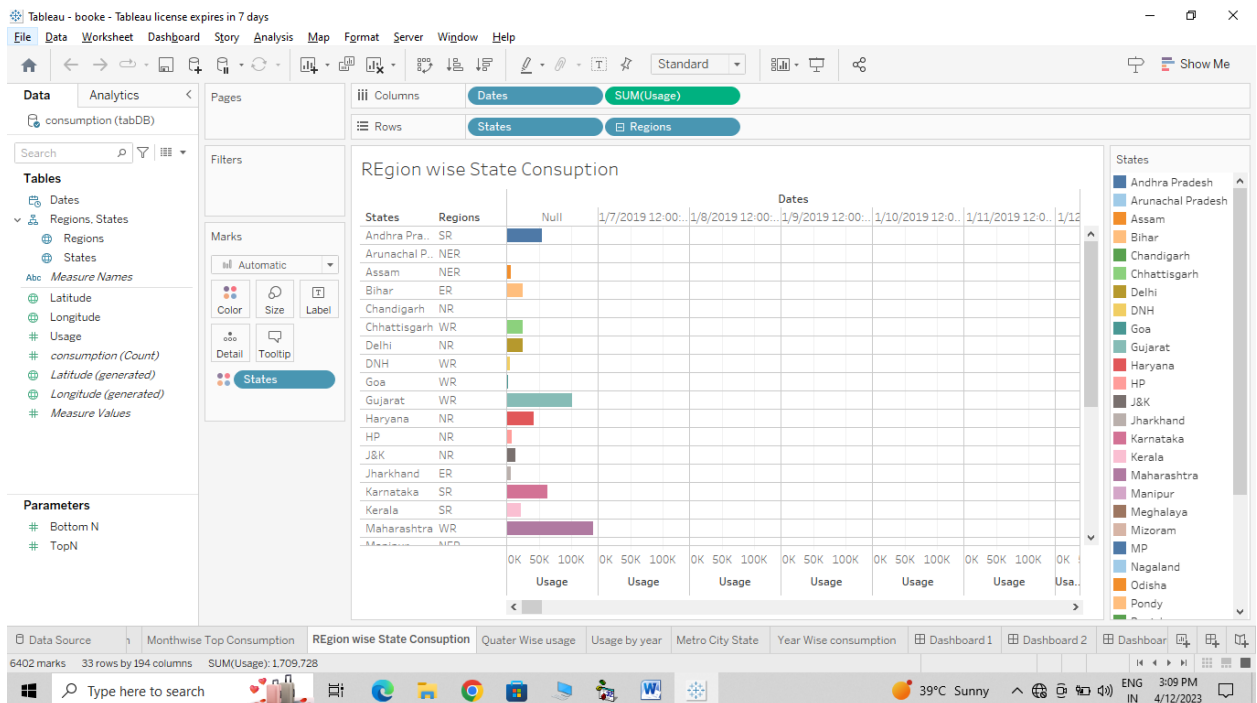 Tableau - booke - Tableau license expires in 7 days
File Data Worksheet Dashboard Story Analysis Map Format Server Window Help
Standard
Show Me
Data Analytics
consumption (tabDB)
Search
Tables
Dates
Regions, States
Regions
States
Abc Measure Names
Latitude
Longitude
# Usage
# consumption (Count)
Latitude (generated)
Longitude (generated)
# Measure Values
Parameters
# Bottom N
# TopN
Pages
Filters
Marks
Automatic
Color Size Label
Detail Tooltip
States
Columns Dates SUM(Usage)
Rows States Regions
REgion wise State Consuption
Dates
States Regions Null 1/7/2019 12:00:.. 1/8/2019 12:00:.. 1/9/2019 12:00:.. 1/10/2019 12:0.. 1/11/2019 12:0.. 1/12
Andhra Pra.. SR
Arunachal P.. NER
Assam NER
Bihar ER
Chandigarh NR
Chhattisgarh WR
Delhi NR
DNH WR
Goa WR
Gujarat WR
Haryana NR
HP NR
J&K NR
Jharkhand ER
Karnataka SR
Kerala SR
Maharashtra WR
0K 50K 100K 0K 50K 100K 0K 50K 100K 0K 50K 100K 0K 50K 100K 0K 50K 100K 0K
Usage Usage Usage Usage Usage Usage Usa..
States
Andhra Pradesh
Arunachal Pradesh
Assam
Bihar
Chandigarh
Chhattisgarh
Delhi
DNH
Goa
Gujarat
Haryana
HP
J&K
Jharkhand
Karnataka
Kerala
Maharashtra
Manipur
Meghalaya
Mizoram
MP
Nagaland
Odisha
Pondy
Data Source Monthwise Top Consumption REgion wise State Consuption Quater Wise usage Usage by year Metro City State Year Wise consumption Dashboard 1 Dashboard 2 Dashboar
6402 marks 33 rows by 194 columns SUM(Usage): 1,709,728
Type here to search
39°C Sunny
ENG
IN
3:09 PM
4/12/2023